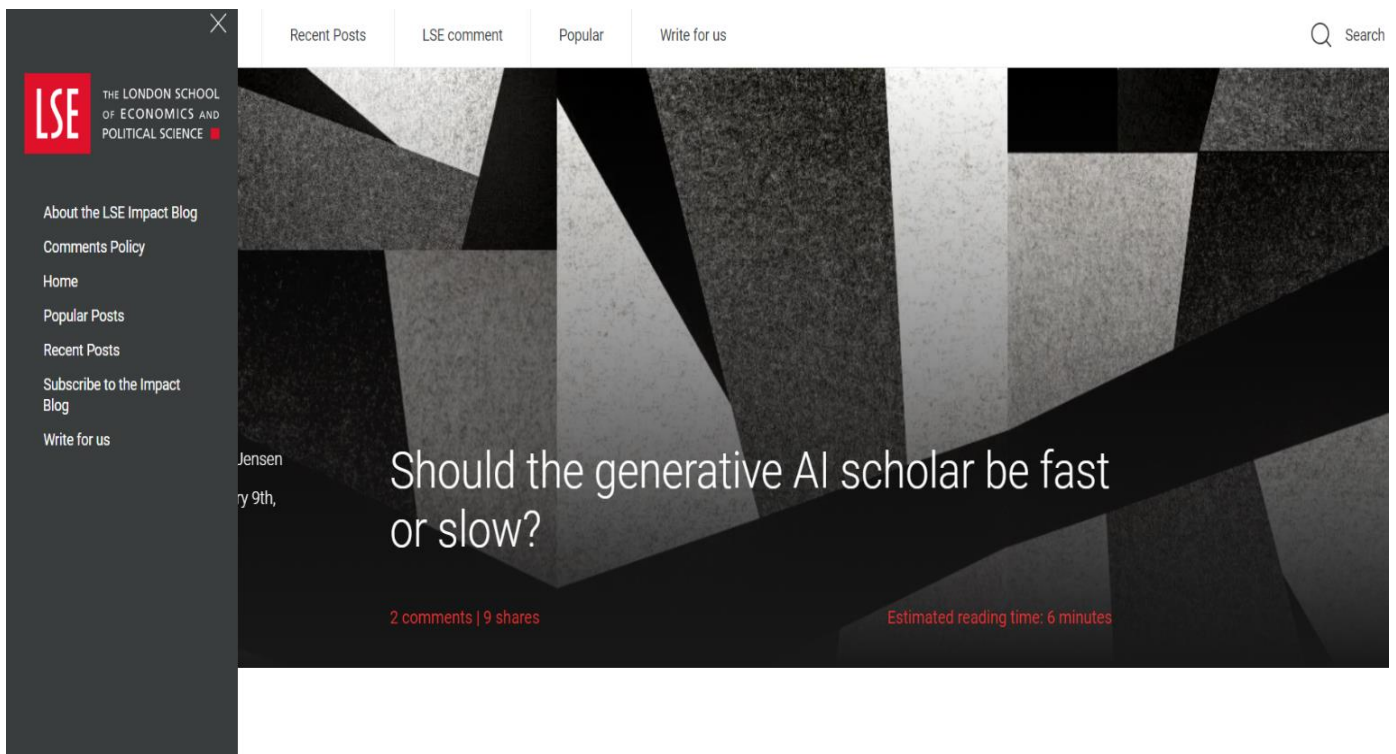 Recent Posts
LSE comment
Popular
Write for us
Search
LSE
THE LONDON SCHOOL
OF ECONOMICS AND
POLITICAL SCIENCE
About the LSE Impact Blog
Comments Policy
Home
Popular Posts
Recent Posts
Subscribe to the Impact
Blog
Write for us
Jensen
ry 9th,
Should the generative AI scholar be fast
or slow?
2 comments | 9 shares
Estimated reading time: 6 minutes